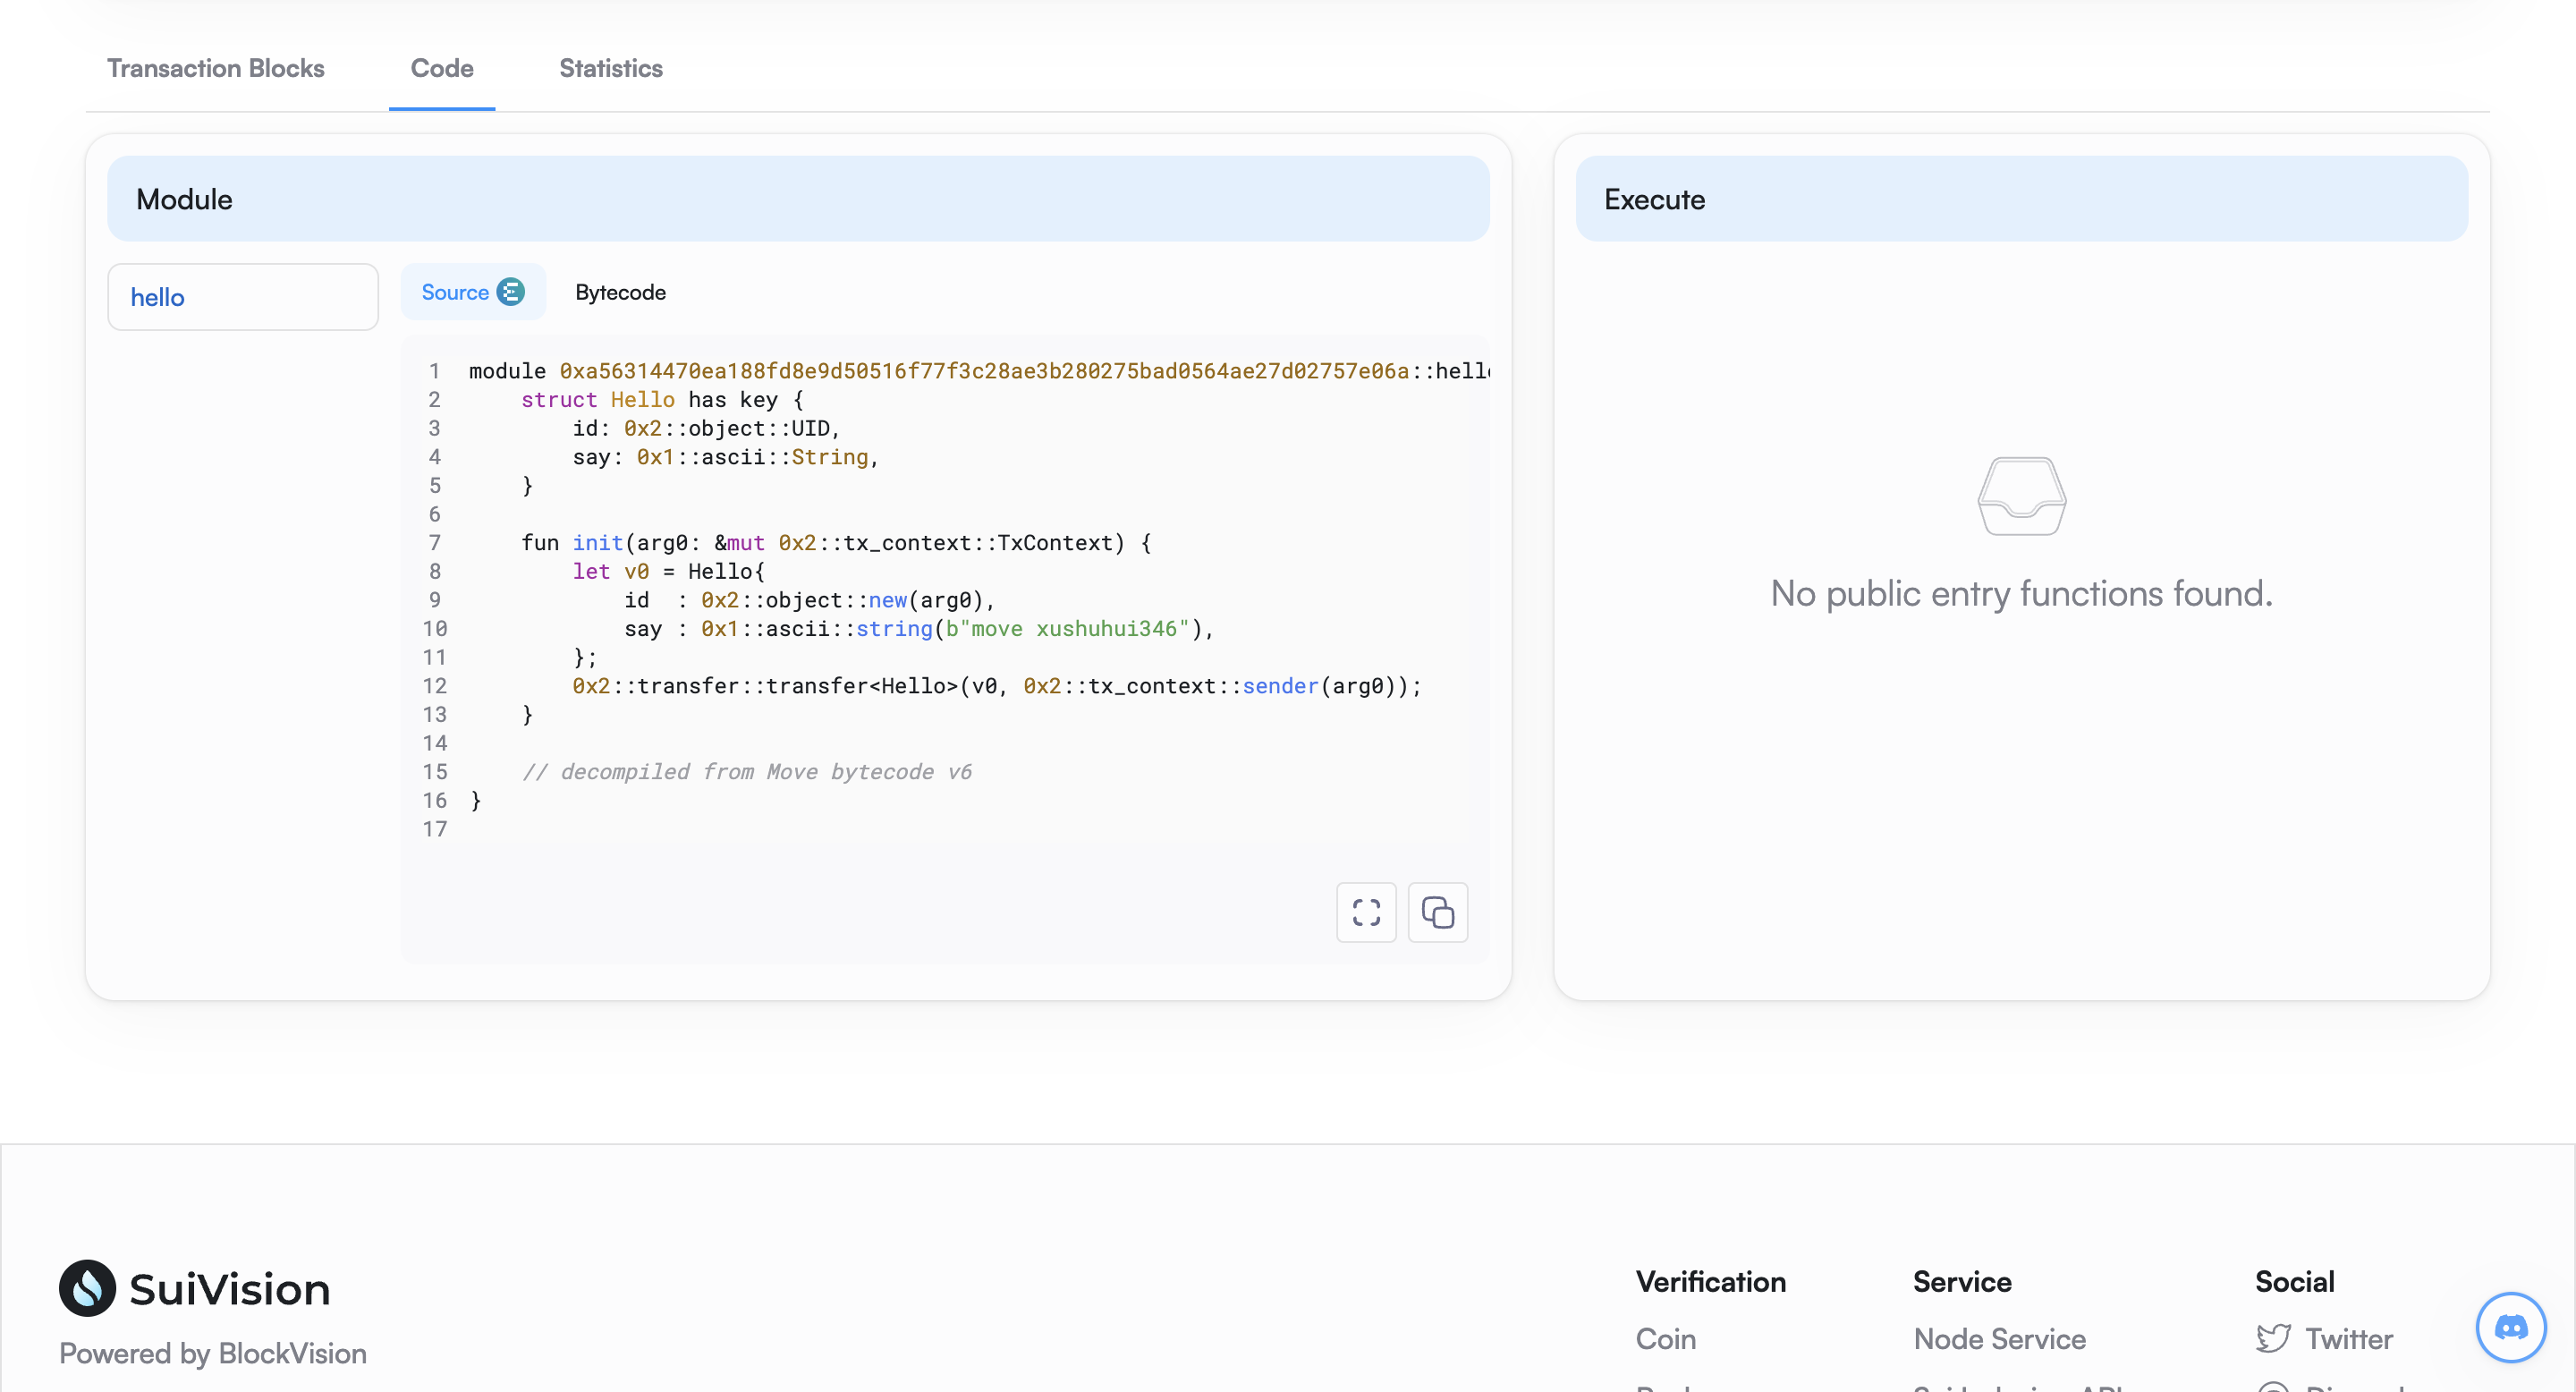 Transaction Blocks Code Statistics
Module
Execute
hello
Source Bytecode
1 module 0xa56314470ea188fd8e9d50516f77f3c28ae3b280275bad0564ae27d02757e06a::hello
2 struct Hello has key {
3 id: 0x2::object::UID,
4 say: 0x1::ascii::String,
5 }
6
7 fun init(arg0: &mut 0x2::tx_context::TxContext) {
8 let v0 = Hello{
9 id  : 0x2::object::new(arg0),
10 say : 0x1::ascii::string(b"move xushuhui346"),
11 };
12 0x2::transfer::transfer<Hello>(v0, 0x2::tx_context::sender(arg0));
13 }
14
15 // decompiled from Move bytecode v6
16 }
17
No public entry functions found.
SuiVision
Powered by BlockVision
Verification
Coin
Service
Node Service
Social
Twitter